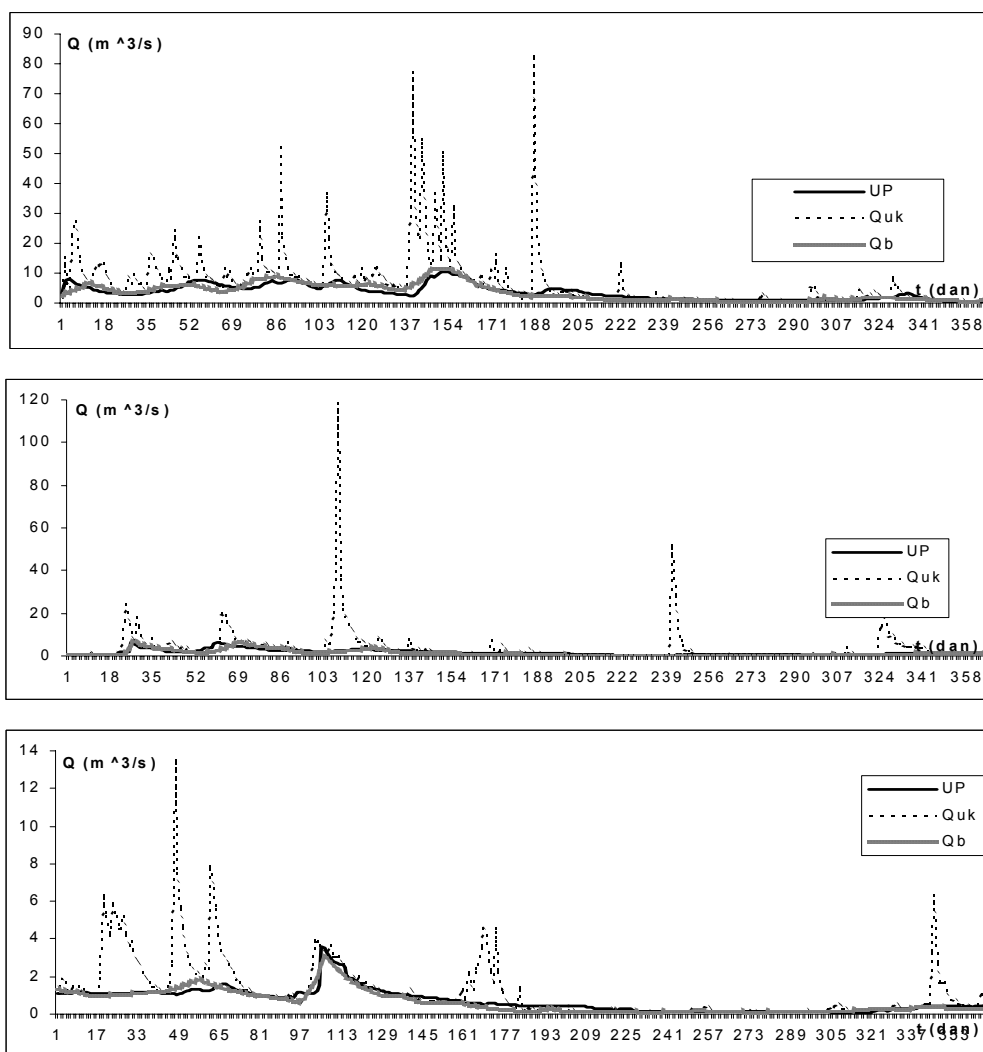 90
Q (m ^3/s)
80
70
60
50
40
30
20
10
0
UP
Quk
Qb
t (dan)
1 18 35 52 69 86 103 120 137 154 171 188 205 222 239 256 273 290 307 324 341 358
120
Q (m ^3/s)
100
80
60
40
20
0
UP
Quk
Qb
t (dan)
1 18 35 52 69 86 103 120 137 154 171 188 205 222 239 256 273 290 307 324 341 358
14
Q (m ^3/s)
12
10
8
6
4
2
0
UP
Quk
Qb
1 17 33 49 65 81 97 113 129 145 161 177 193 209 225 241 257 273 289 305 321 337 353
t (dan)